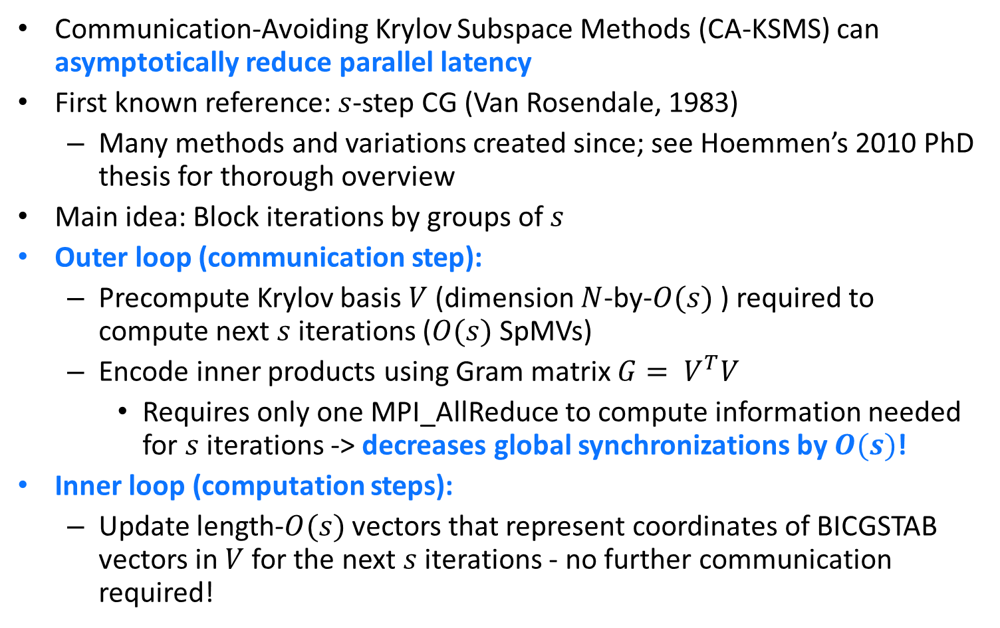 • Communication-Avoiding Krylov Subspace Methods (CA-KSMS) can
asymptotically reduce parallel latency
• First known reference: 𝑠-step CG (Van Rosendale, 1983)
– Many methods and variations created since; see Hoemmen’s 2010 PhD
thesis for thorough overview
• Main idea: Block iterations by groups of 𝑠
• Outer loop (communication step):
– Precompute Krylov basis 𝑉 (dimension 𝑁-by-𝑂(𝑠) ) required to
compute next 𝑠 iterations (𝑂(𝑠) SpMVs)
– Encode inner products using Gram matrix 𝐺 = 𝑉ᵀ𝑉
• Requires only one MPI_AllReduce to compute information needed
for 𝑠 iterations -> decreases global synchronizations by 𝑶(𝒔)!
• Inner loop (computation steps):
– Update length-𝑂(𝑠) vectors that represent coordinates of BICGSTAB
vectors in 𝑉 for the next 𝑠 iterations - no further communication
required!